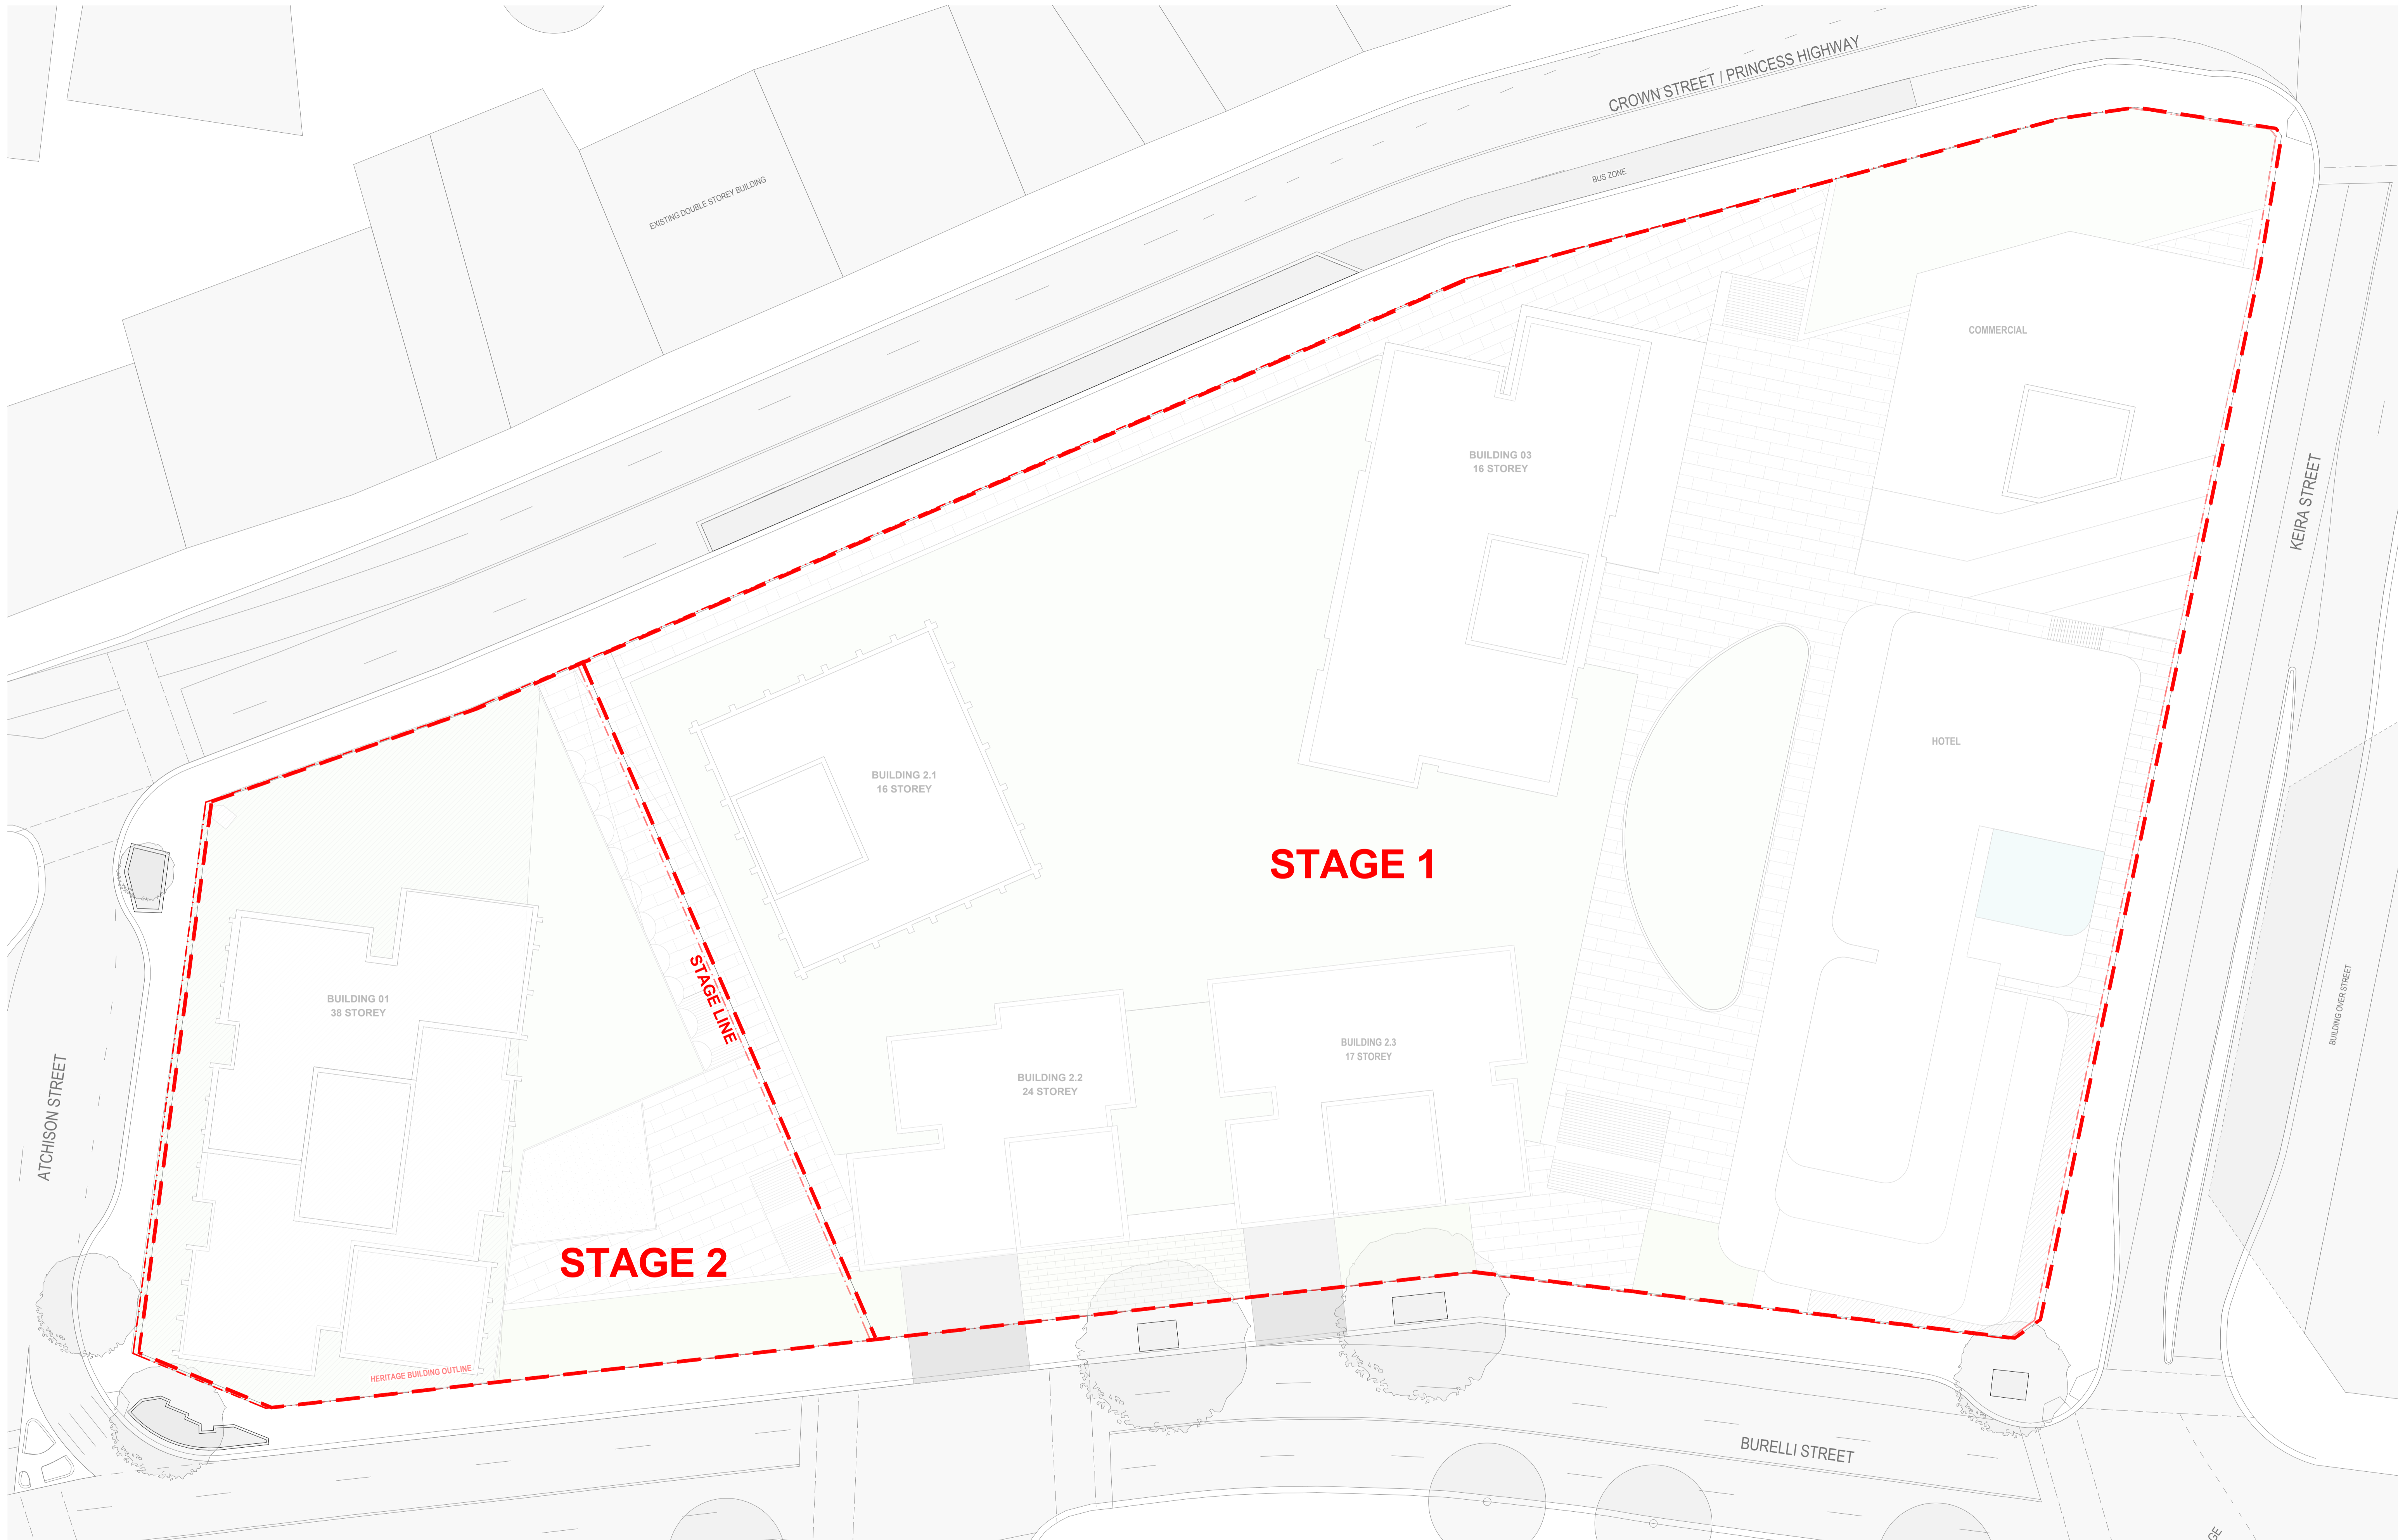 CROWN STREET / PRINCESS HIGHWAY
BUS ZONE
EXISTING DOUBLE STOREY BUILDING
COMMERCIAL
BUILDING 03
16 STOREY
KEIRA STREET
HOTEL
BUILDING 2.1
16 STOREY
STAGE 1
STAGE LINE
BUILDING 01
38 STOREY
BUILDING 2.3
17 STOREY
BUILDING 2.2
24 STOREY
BUILDING OVER STREET
ATCHISON STREET
STAGE 2
HERITAGE BUILDING OUTLINE
BURELLI STREET